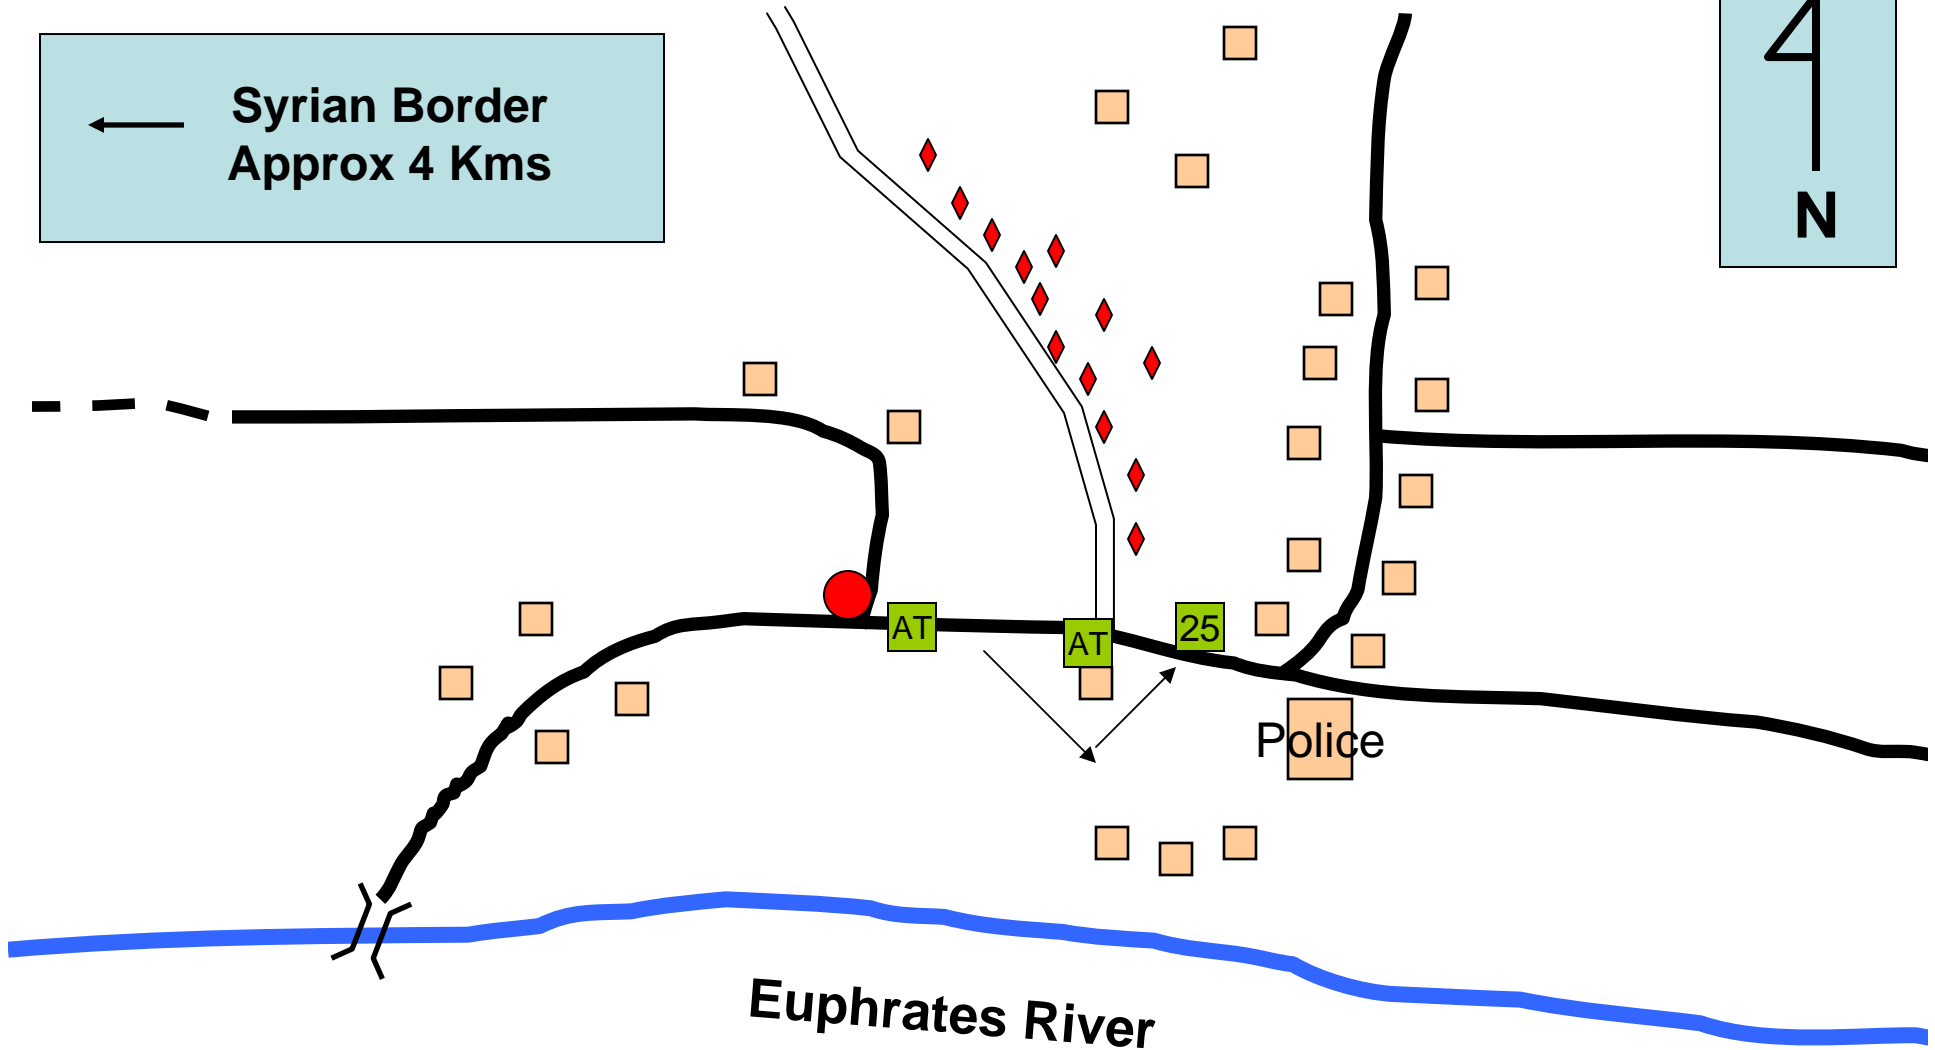 Syrian Border
Approx 4 Kms
N
AT
AT
25
Police
Euphrates River